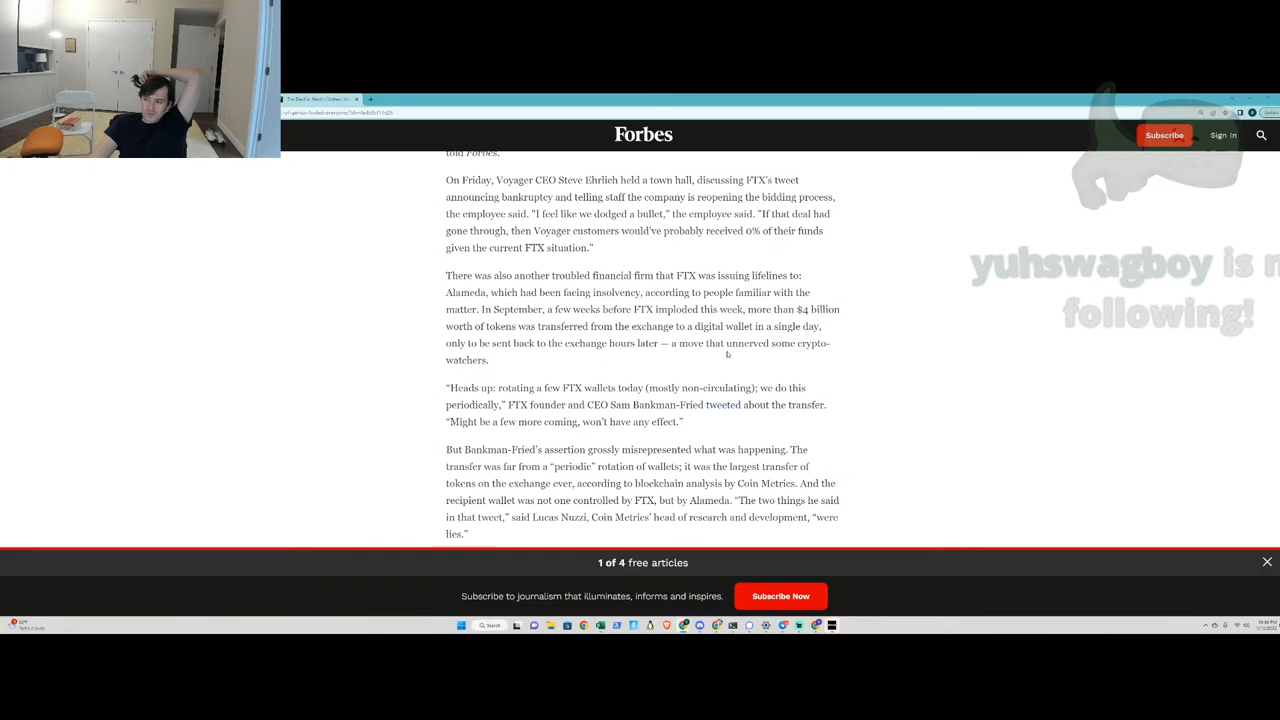 The Devil in Nerd's Clothes: Ho
Forbes
Subscribe
Sign In
told Forbes.
On Friday, Voyager CEO Steve Ehrlich held a town hall, discussing FTX's tweet
announcing bankruptcy and telling staff the company is reopening the bidding process,
the employee said. "I feel like we dodged a bullet," the employee said. "If that deal had
gone through, then Voyager customers would've probably received 0% of their funds
given the current FTX situation."
yuhswagboy is n
following!
There was also another troubled financial firm that FTX was issuing lifelines to:
Alameda, which had been facing insolvency, according to people familiar with the
matter. In September, a few weeks before FTX imploded this week, more than $4 billion
worth of tokens was transferred from the exchange to a digital wallet in a single day,
only to be sent back to the exchange hours later — a move that unnerved some crypto-
watchers.
“Heads up: rotating a few FTX wallets today (mostly non-circulating); we do this
periodically,” FTX founder and CEO Sam Bankman-Fried tweeted about the transfer.
“Might be a few more coming, won’t have any effect.”
But Bankman-Fried’s assertion grossly misrepresented what was happening. The
transfer was far from a “periodic” rotation of wallets; it was the largest transfer of
tokens on the exchange ever, according to blockchain analysis by Coin Metrics. And the
recipient wallet was not one controlled by FTX, but by Alameda. “The two things he said
in that tweet,” said Lucas Nuzzi, Coin Metrics’ head of research and development, “were
lies.”
1 of 4 free articles
Subscribe to journalism that illuminates, informs and inspires.
Subscribe Now
Search